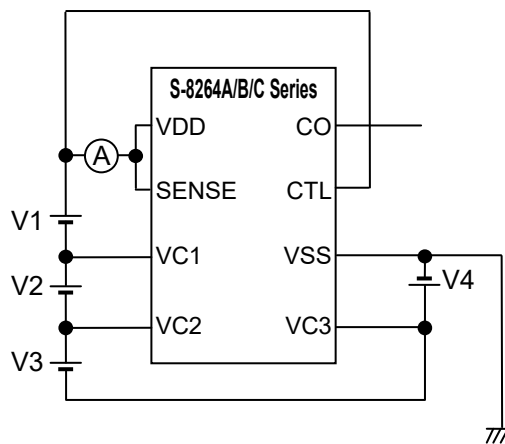 S-8264A/B/C Series
VDD
CO
A
SENSE
CTL
V1
VC1
VSS
V2
V4
VC2
VC3
V3